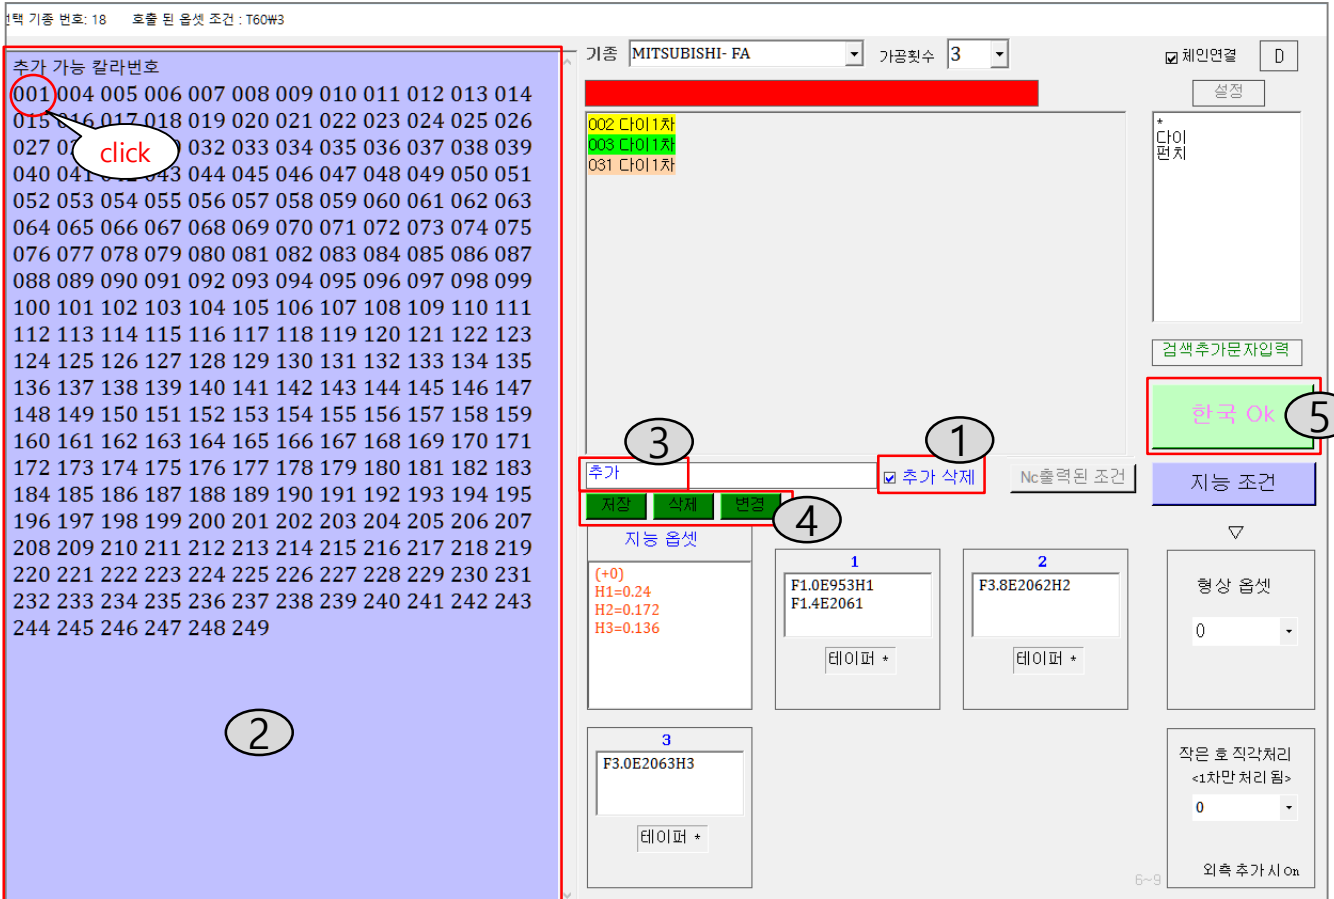 선택 기종 번호: 18 호출 된 옵셋 조건 : T60₩3
추가 가능 칼라번호
001 004 005 006 007 008 009 010 011 012 013 014
015 016 017 018 019 020 021 022 023 024 025 026
027 032 033 034 035 036 037 038 039
click
040 041 042 043 044 045 046 047 048 049 050 051
052 053 054 055 056 057 058 059 060 061 062 063
064 065 066 067 068 069 070 071 072 073 074 075
076 077 078 079 080 081 082 083 084 085 086 087
088 089 090 091 092 093 094 095 096 097 098 099
100 101 102 103 104 105 106 107 108 109 110 111
112 113 114 115 116 117 118 119 120 121 122 123
124 125 126 127 128 129 130 131 132 133 134 135
136 137 138 139 140 141 142 143 144 145 146 147
148 149 150 151 152 153 154 155 156 157 158 159
160 161 162 163 164 165 166 167 168 169 170 171
172 173 174 175 176 177 178 179 180 181 182 183
184 185 186 187 188 189 190 191 192 193 194 195
196 197 198 199 200 201 202 203 204 205 206 207
208 209 210 211 212 213 214 215 216 217 218 219
220 221 222 223 224 225 226 227 228 229 230 231
232 233 234 235 236 237 238 239 240 241 242 243
244 245 246 247 248 249
2
기종 MITSUBISHI- FA 가공횟수 3
체인연결 D
설정
002 다이1차
003 다이1차
031 다이1차
*
다이
펀치
검색추가문자입력
한국 Ok 5
3
1
추가
추가 삭제
Nc출력된 조건
지능 조건
저장 삭제 변경
4
지능 옵셋
(+0)
H1=0.24
H2=0.172
H3=0.136
1
F1.0E953H1
F1.4E2061
테이퍼 *
2
F3.8E2062H2
테이퍼 *
▽
형상 옵셋
0
3
F3.0E2063H3
테이퍼 *
작은 호 직각처리
<1차만 처리 됨>
0
외측 추가 시 On
6~9